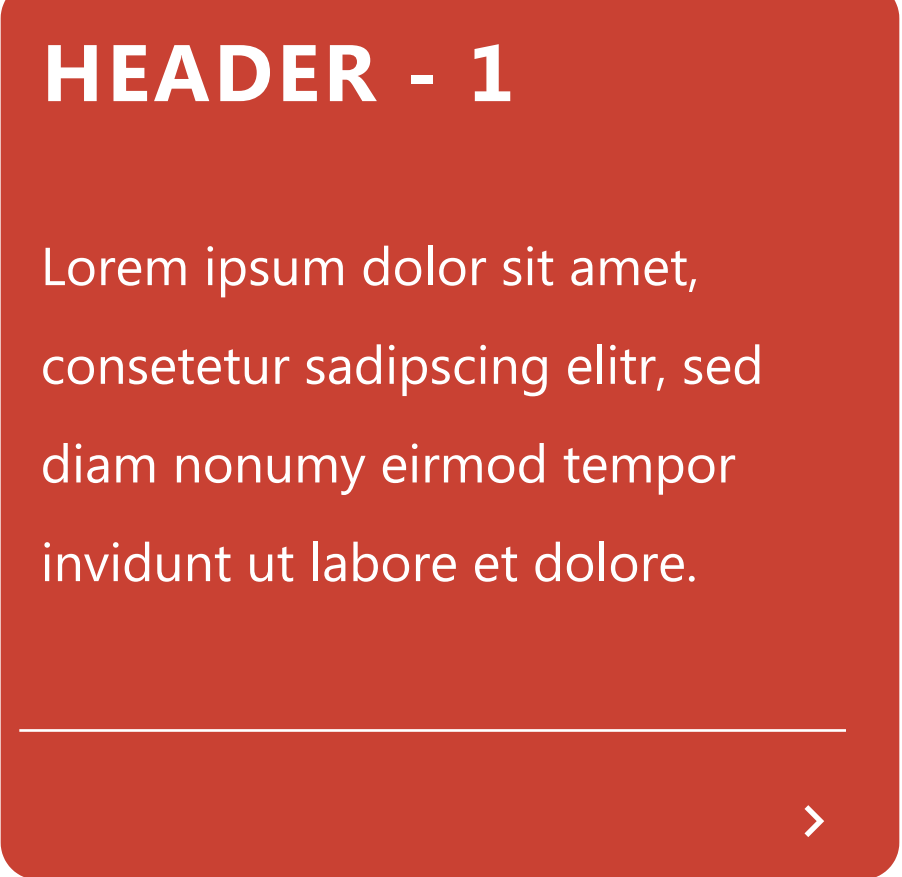 HEADER - 1
Lorem ipsum dolor sit amet,
consetetur sadipscing elitr, sed
diam nonumy eirmod tempor
invidunt ut labore et dolore.